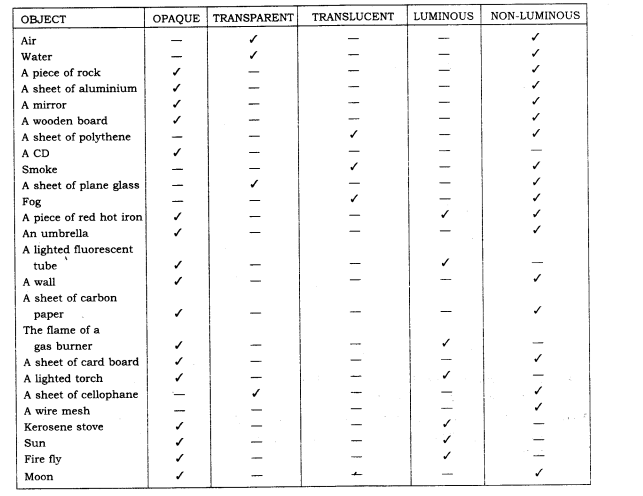 OBJECT OPAQUE TRANSPARENT TRANSLUCENT LUMINOUS NON-LUMINOUS
Air — ✓ — — ✓
Water — ✓ — — ✓
A piece of rock ✓ — — — ✓
A sheet of aluminium ✓ — — — ✓
A mirror ✓ — — — ✓
A wooden board ✓ — — — ✓
A sheet of polythene — — ✓ — ✓
A CD ✓ — — — —
Smoke — — ✓ — ✓
A sheet of plane glass — ✓ — — ✓
Fog — — ✓ — ✓
A piece of red hot iron ✓ — — ✓ ✓
An umbrella ✓ — — — ✓
A lighted fluorescent
tube ✓ — — ✓ —
A wall ✓ — — — ✓
A sheet of carbon
paper ✓ — — — ✓
The flame of a
gas burner ✓ — — ✓ —
A sheet of card board ✓ — — — ✓
A lighted torch ✓ — — ✓ —
A sheet of cellophane — ✓ — — ✓
A wire mesh — — — — ✓
Kerosene stove ✓ — — ✓ —
Sun ✓ — — ✓ —
Fire fly ✓ — — ✓ —
Moon ✓ — — — ✓